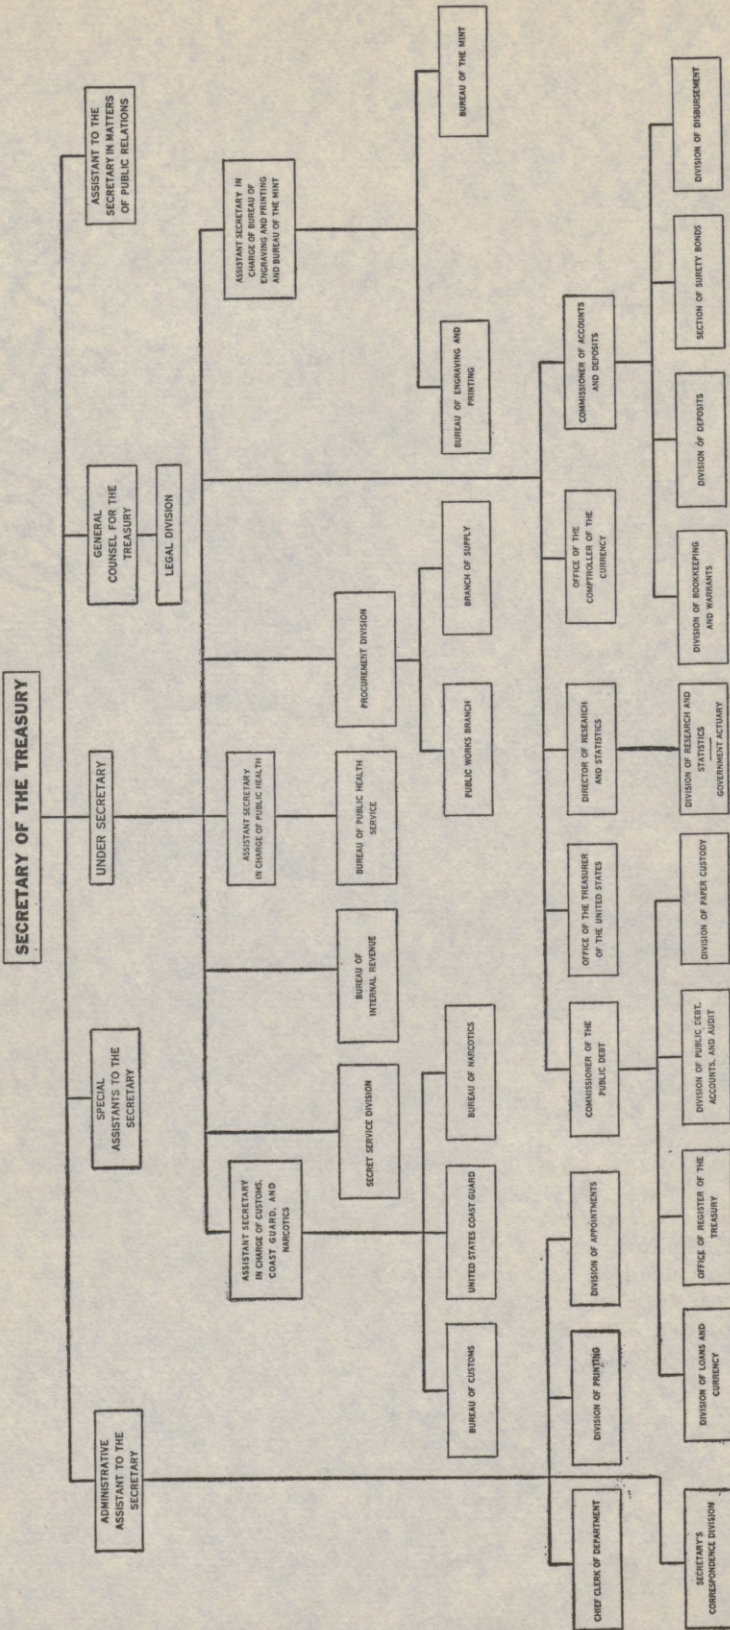 SECRETARY OF THE TREASURY
ADMINISTRATIVE
ASSISTANT TO THE
SECRETARY
SPECIAL
ASSISTANTS TO THE
SECRETARY
UNDER SECRETARY
GENERAL
COUNSEL FOR THE
TREASURY
ASSISTANT TO THE
SECRETARY IN MATTERS
OF PUBLIC RELATIONS
LEGAL DIVISION
ASSISTANT SECRETARY
IN CHARGE OF CUSTOMS,
COAST GUARD, AND
NARCOTICS
ASSISTANT SECRETARY
IN CHARGE OF PUBLIC HEALTH
ASSISTANT SECRETARY IN
CHARGE OF BUREAU OF
ENGRAVING AND PRINTING
AND BUREAU OF THE MINT
SECRET SERVICE DIVISION
BUREAU OF
INTERNAL REVENUE
BUREAU OF PUBLIC HEALTH
SERVICE
PROCUREMENT DIVISION
BUREAU OF CUSTOMS
UNITED STATES COAST GUARD
BUREAU OF NARCOTICS
PUBLIC WORKS BRANCH
BRANCH OF SUPPLY
BUREAU OF ENGRAVING AND
PRINTING
BUREAU OF THE MINT
CHIEF CLERK OF DEPARTMENT
DIVISION OF PRINTING
DIVISION OF APPOINTMENTS
COMMISSIONER OF THE
PUBLIC DEBT
OFFICE OF THE TREASURER
OF THE UNITED STATES
DIRECTOR OF RESEARCH
AND STATISTICS
OFFICE OF THE
COMPTROLLER OF THE
CURRENCY
COMMISSIONER OF ACCOUNTS
AND DEPOSITS
SECRETARY'S
CORRESPONDENCE DIVISION
DIVISION OF LOANS AND
CURRENCY
OFFICE OF REGISTER OF THE
TREASURY
DIVISION OF PUBLIC DEBT,
ACCOUNTS, AND AUDIT
DIVISION OF PAPER CUSTODY
DIVISION OF RESEARCH AND
STATISTICS
GOVERNMENT ACTUARY
DIVISION OF BOOKKEEPING
AND WARRANTS
DIVISION OF DEPOSITS
SECTION OF SURETY BONDS
DIVISION OF DISBURSEMENT